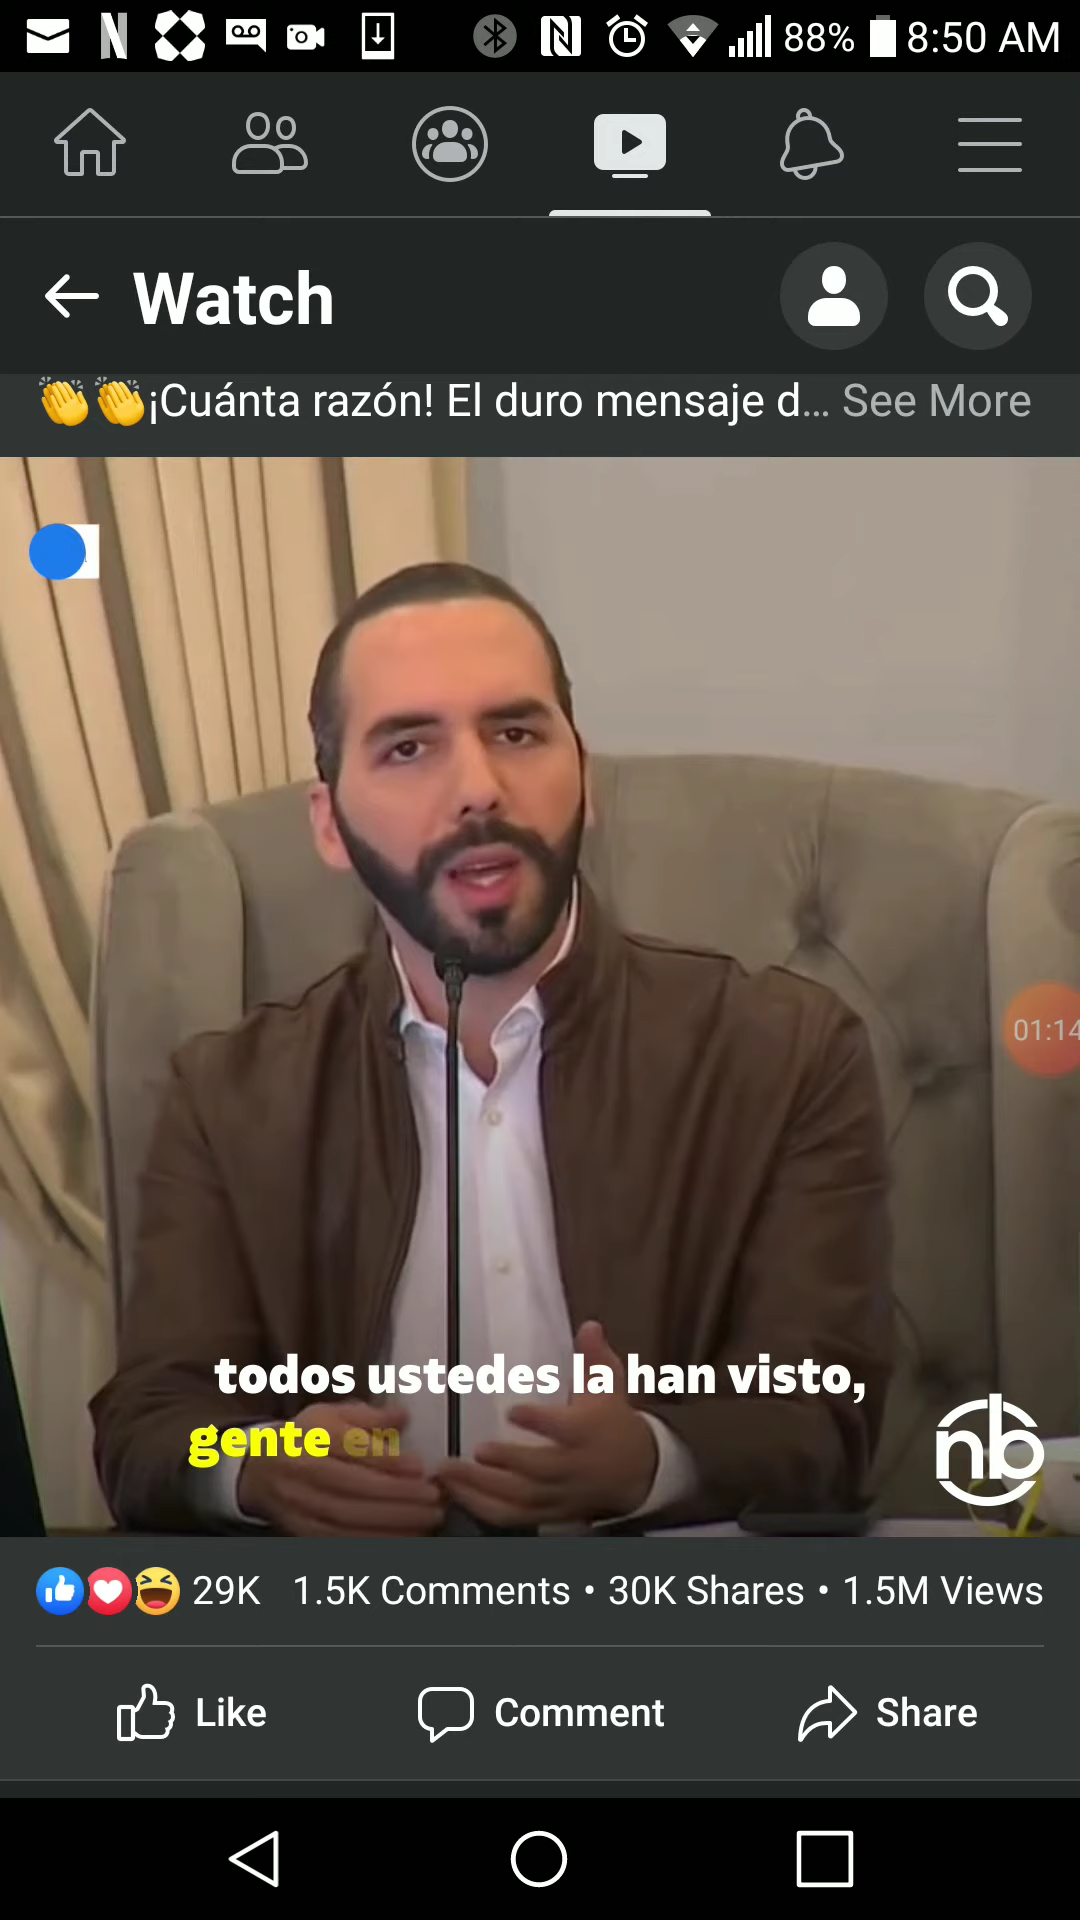 88% 8:50 AM
Watch
👏👏¡Cuánta razón! El duro mensaje d... See More
01:14
todos ustedes la han visto,
gente en
nb
29K 1.5K Comments • 30K Shares • 1.5M Views
Like Comment Share